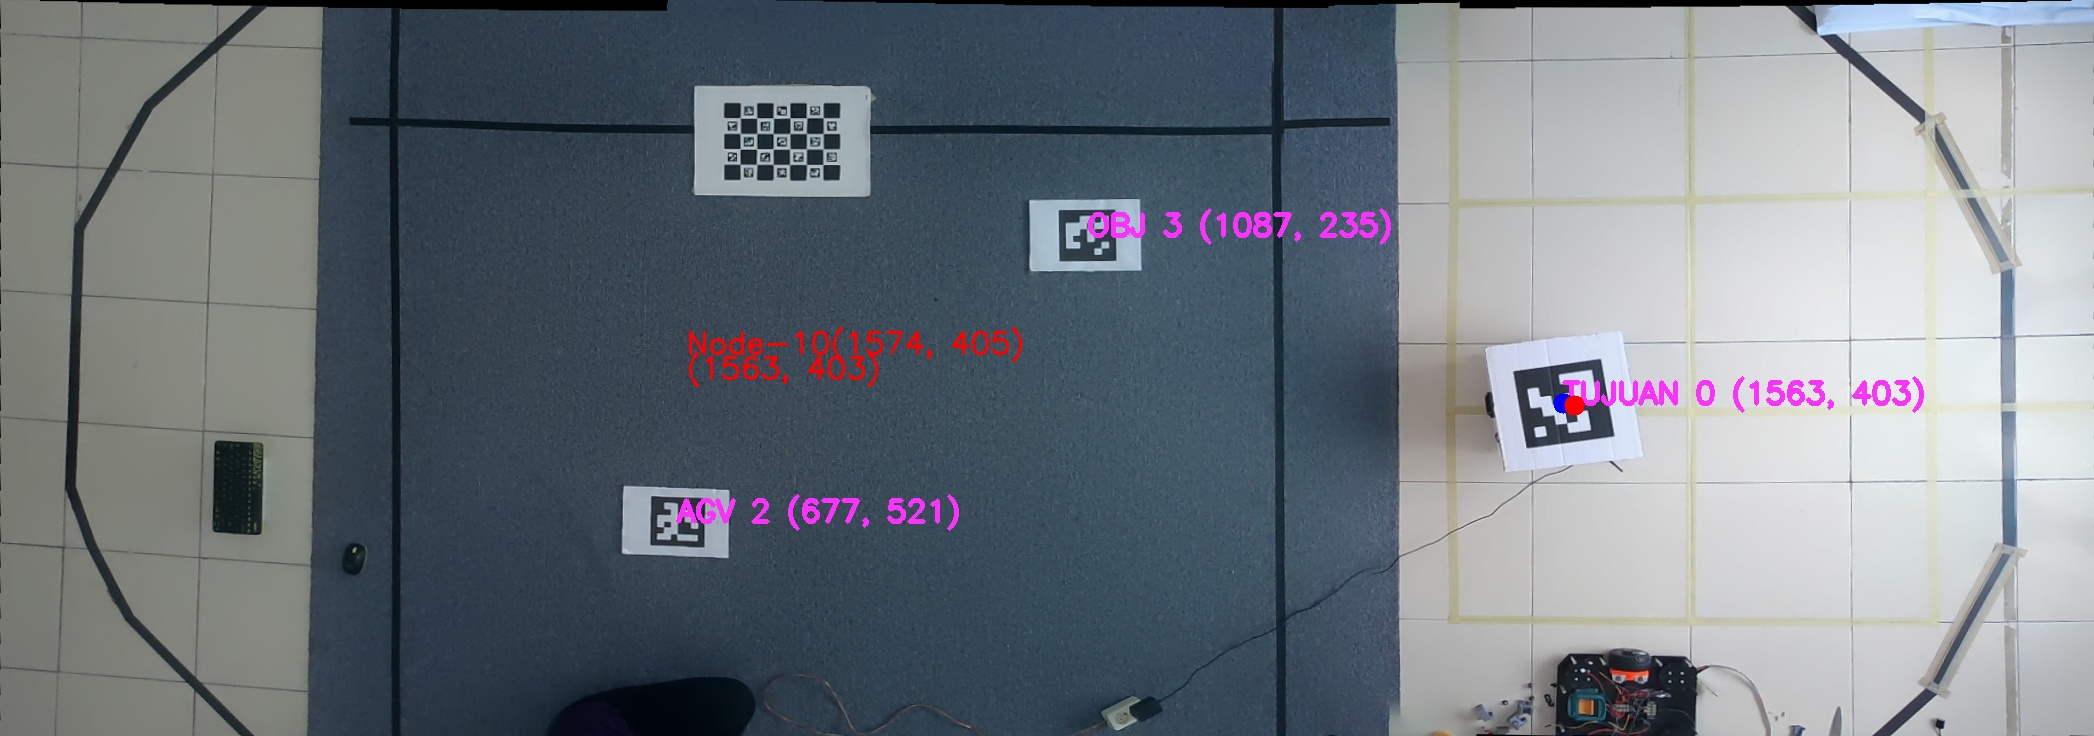 OBJ 3 (1087, 235)
Node-10(1574, 405)
(1563, 403)
TUJUAN 0 (1563, 403)
AGV 2 (677, 521)